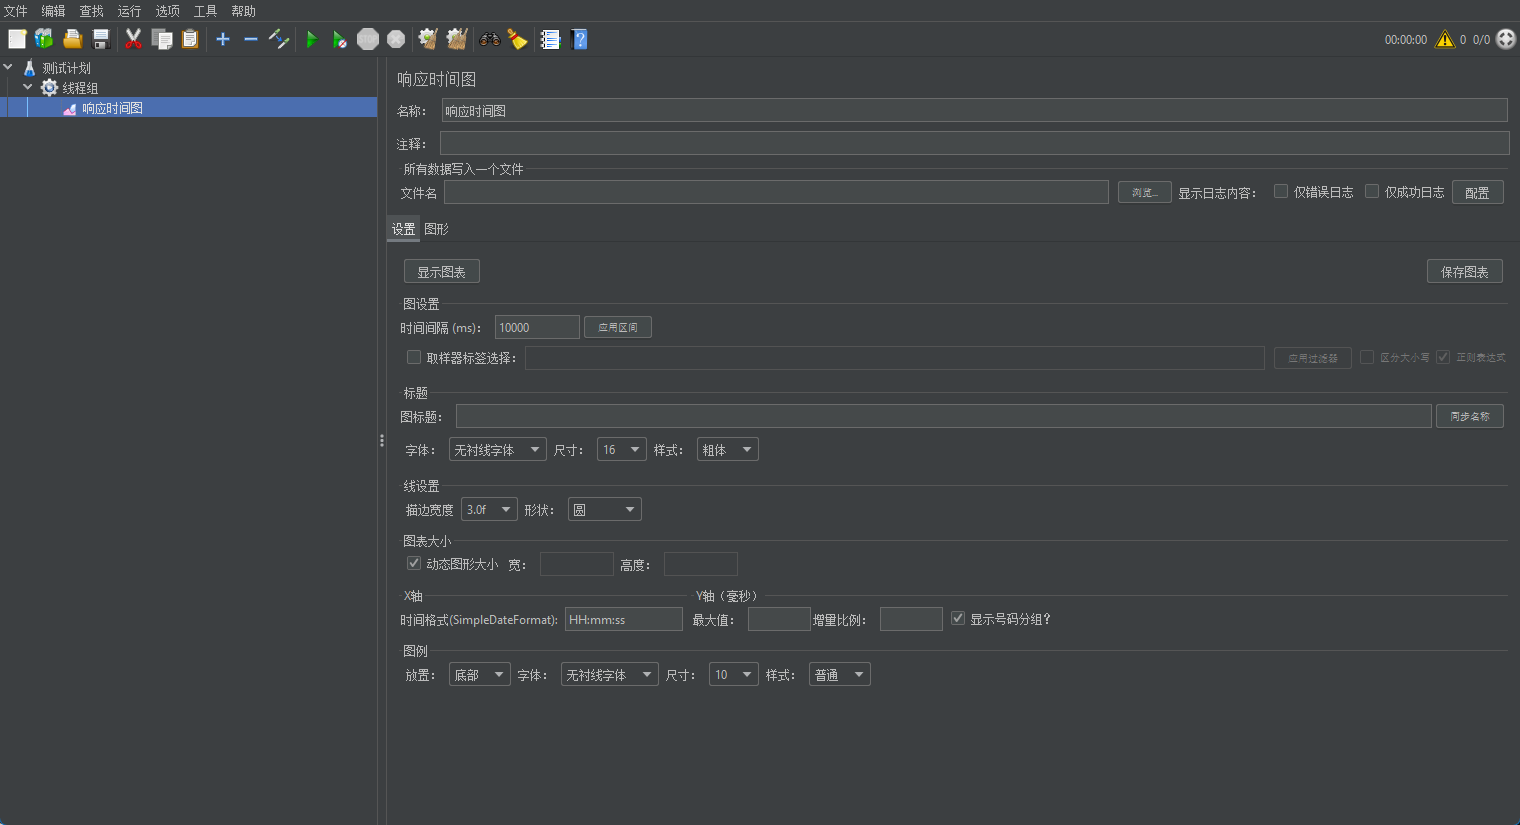 文件 编辑 查找 运行 选项 工具 帮助
STOP
00:00:00 0 0/0
测试计划
线程组
响应时间图
响应时间图
名称： 响应时间图
注释：
所有数据写入一个文件
文件名 浏览... 显示日志内容： 仅错误日志 仅成功日志 配置
设置 图形
显示图表 保存图表
图设置
时间间隔 (ms)： 10000 应用区间
取样器标签选择： 应用过滤器 区分大小写 正则表达式
标题
图标题： 同步名称
字体： 无衬线字体 尺寸： 16 样式： 粗体
线设置
描边宽度 3.0f 形状： 圆
图表大小
动态图形大小 宽： 高度：
X轴 Y轴（毫秒）
时间格式(SimpleDateFormat): HH:mm:ss 最大值： 增量比例： 显示号码分组？
图例
放置： 底部 字体： 无衬线字体 尺寸： 10 样式： 普通